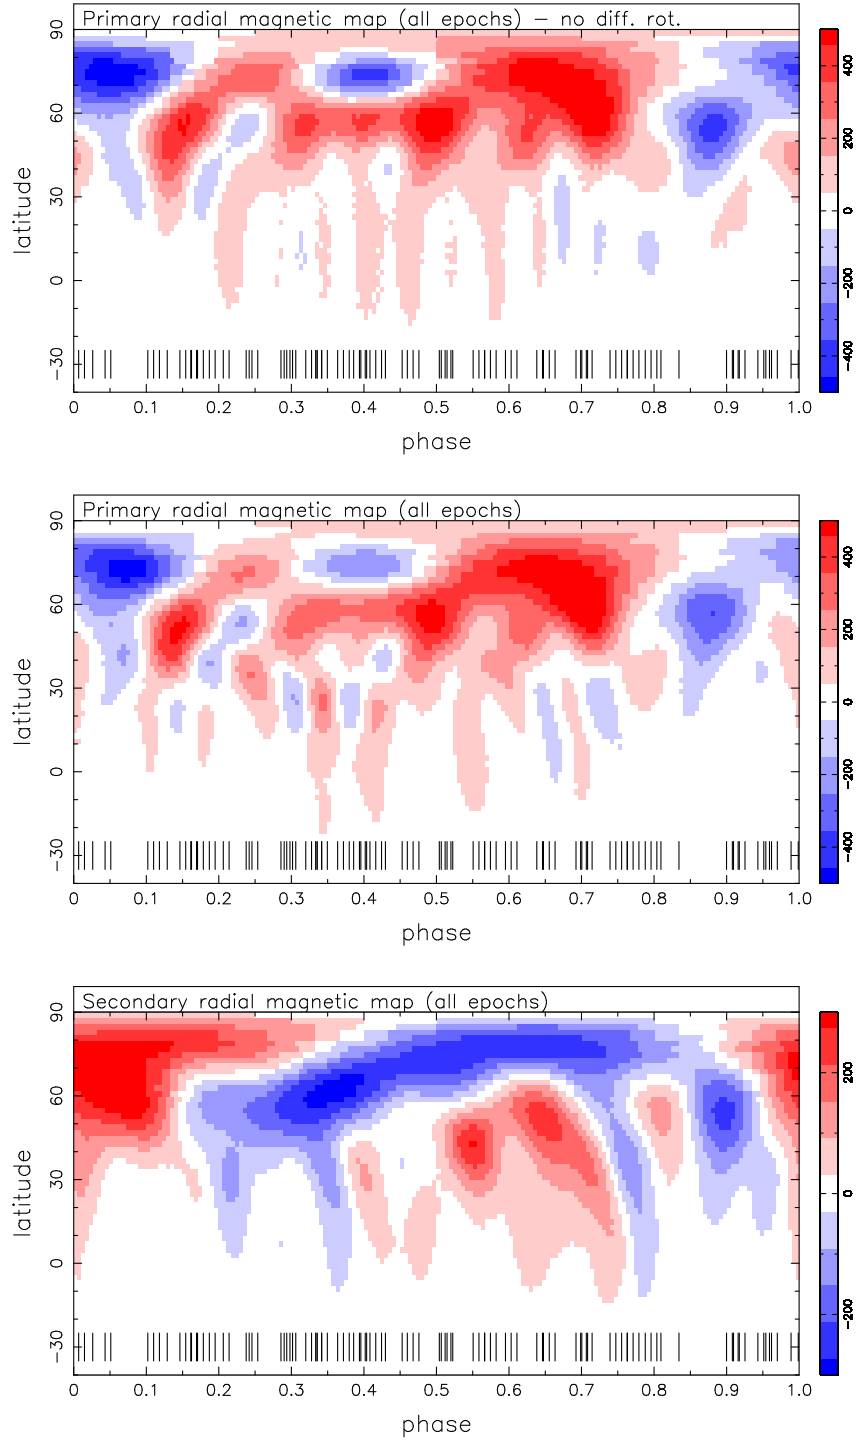 Primary radial magnetic map (all epochs) — no diff. rot.
90
60
30
0
−30
latitude
0 0.1 0.2 0.3 0.4 0.5 0.6 0.7 0.8 0.9 1.0
phase
400
200
0
−200
−400
Primary radial magnetic map (all epochs)
90
60
30
0
−30
latitude
0 0.1 0.2 0.3 0.4 0.5 0.6 0.7 0.8 0.9 1.0
phase
400
200
0
−200
−400
Secondary radial magnetic map (all epochs)
90
60
30
0
−30
latitude
0 0.1 0.2 0.3 0.4 0.5 0.6 0.7 0.8 0.9 1.0
phase
200
0
−200